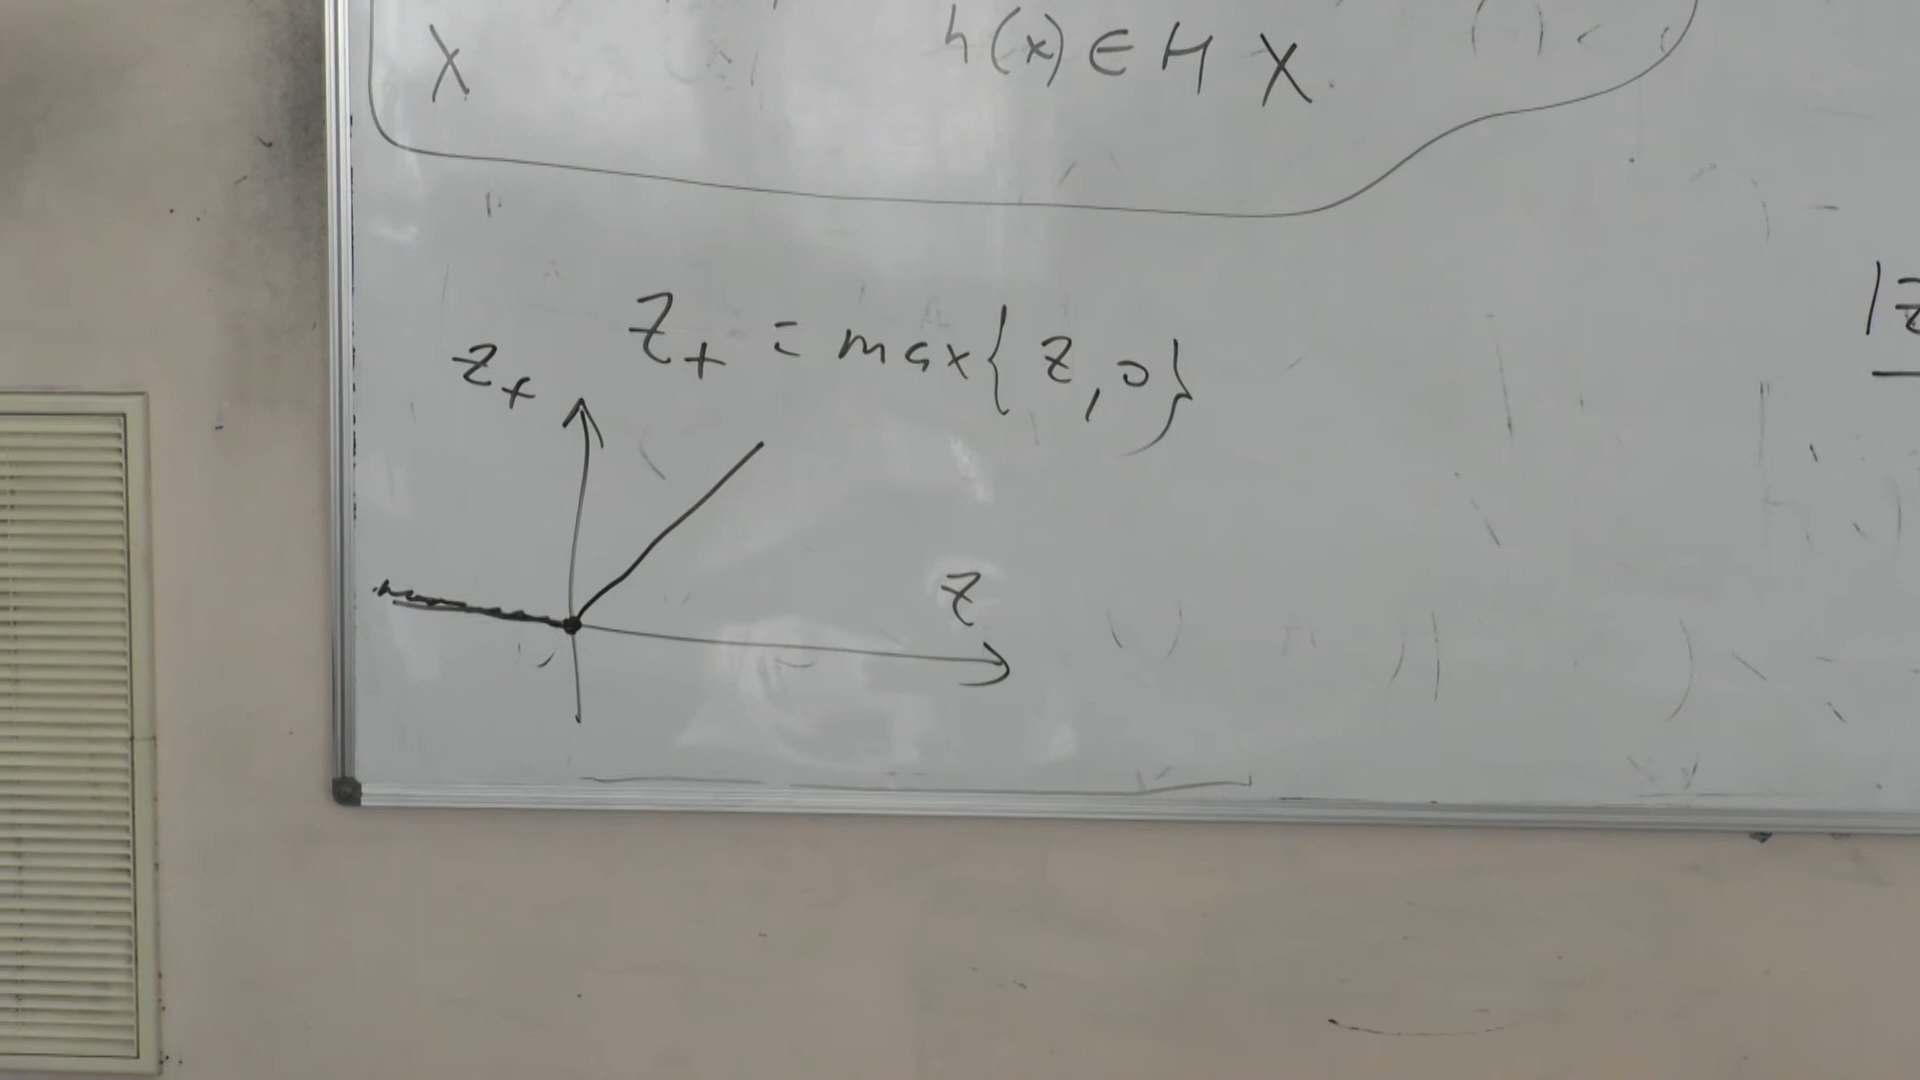 X h(x) ∈ H X
z₊ = max{z, 0}
z₊
z
|z